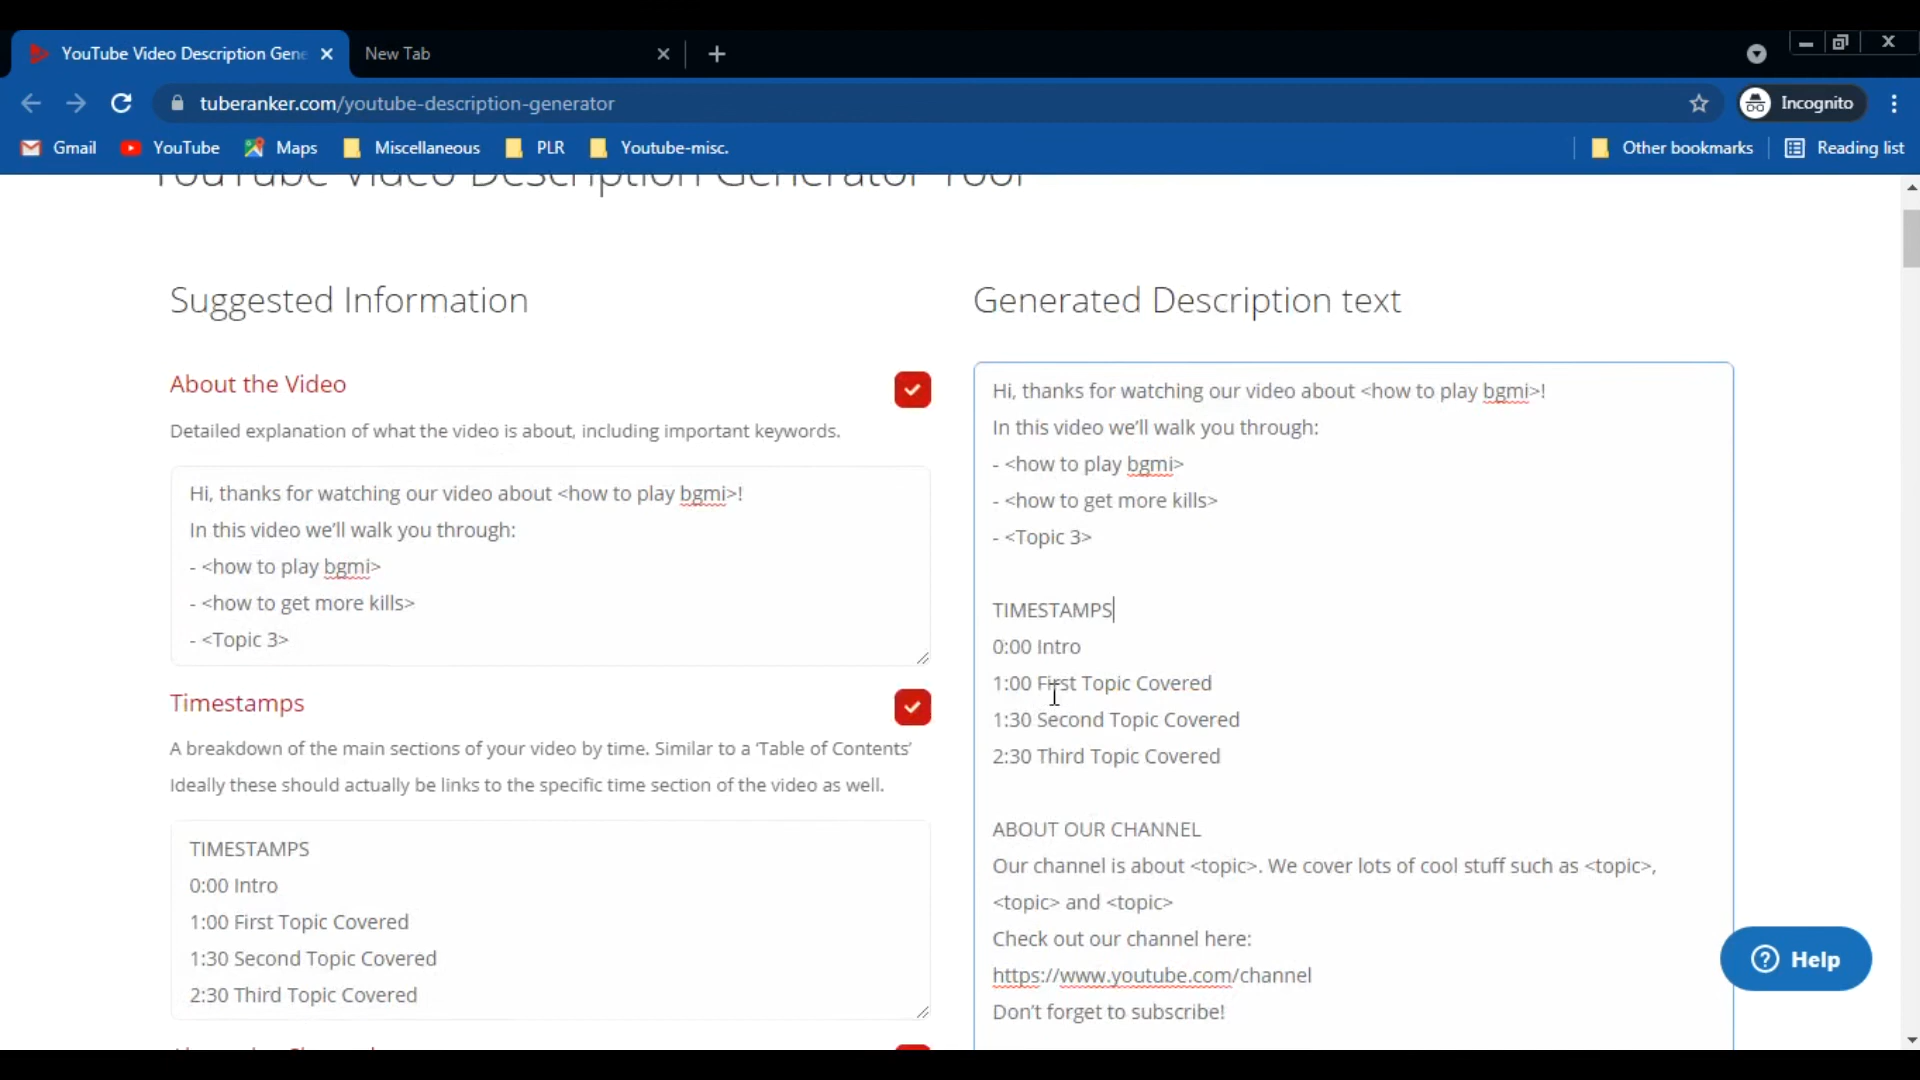 YouTube Video Description Gene
New Tab
tuberanker.com/youtube-description-generator
Incognito
Gmail
YouTube
Maps
Miscellaneous
PLR
Youtube-misc.
Other bookmarks
Reading list
YouTube Video Description Generator Tool
Suggested Information
About the Video
Detailed explanation of what the video is about, including important keywords.
Hi, thanks for watching our video about <how to play bgmi>!
In this video we’ll walk you through:
- <how to play bgmi>
- <how to get more kills>
- <Topic 3>
Timestamps
A breakdown of the main sections of your video by time. Similar to a ‘Table of Contents’
Ideally these should actually be links to the specific time section of the video as well.
TIMESTAMPS
0:00 Intro
1:00 First Topic Covered
1:30 Second Topic Covered
2:30 Third Topic Covered
Generated Description text
Hi, thanks for watching our video about <how to play bgmi>!
In this video we’ll walk you through:
- <how to play bgmi>
- <how to get more kills>
- <Topic 3>
TIMESTAMPS
0:00 Intro
1:00 First Topic Covered
1:30 Second Topic Covered
2:30 Third Topic Covered
ABOUT OUR CHANNEL
Our channel is about <topic>. We cover lots of cool stuff such as <topic>,
<topic> and <topic>
Check out our channel here:
https://www.youtube.com/channel
Don’t forget to subscribe!
Help